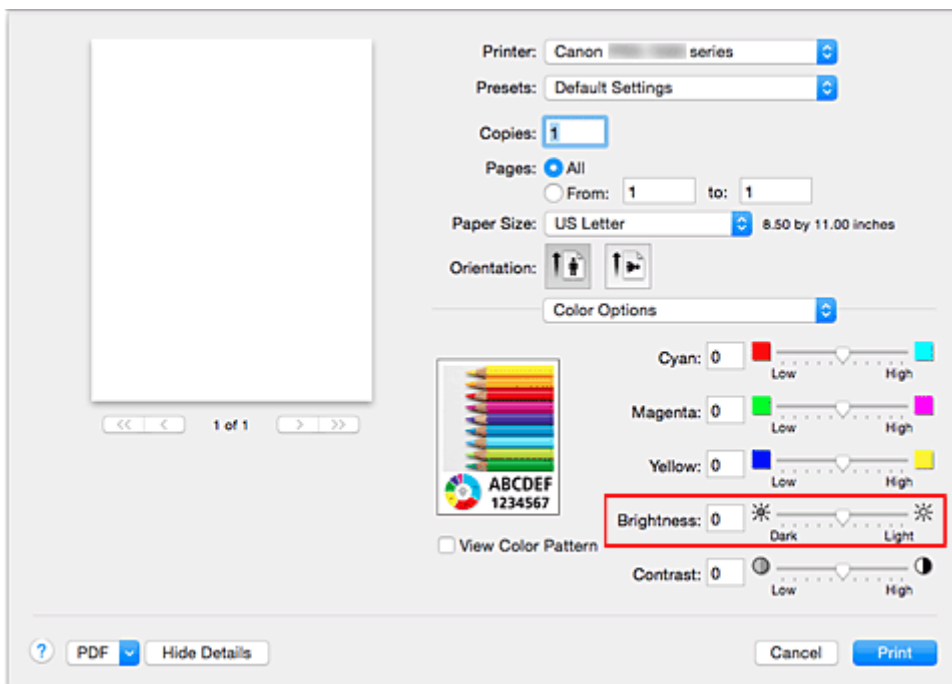 Printer: Canon series
Presets: Default Settings
Copies: 1
Pages: All
From: 1 to: 1
Paper Size: US Letter 8.50 by 11.00 inches
Orientation:
Color Options
Cyan: 0
Low High
Magenta: 0
Low High
1 of 1
Yellow: 0
Low High
ABCDEF
1234567
Brightness: 0
Dark Light
View Color Pattern
Contrast: 0
Low High
? PDF Hide Details Cancel Print